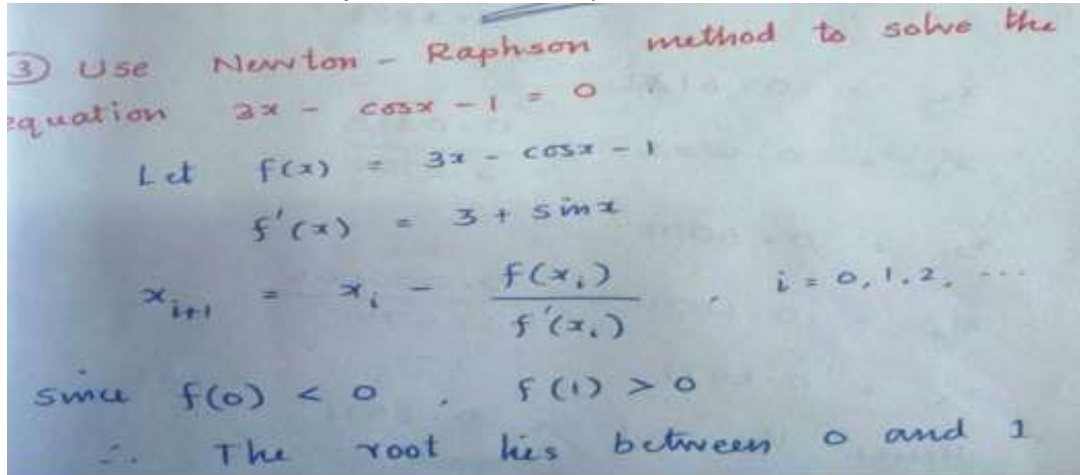 ③ Use Newton - Raphson method to solve the
equation 3x - cosx - 1 = 0
Let f(x) = 3x - cosx - 1
f'(x) = 3 + sinx
x_{i+1} = x_i - f(x_i) / f'(x_i) , i = 0, 1, 2, ...
since f(0) < 0 , f(1) > 0
∴ The root lies between 0 and 1